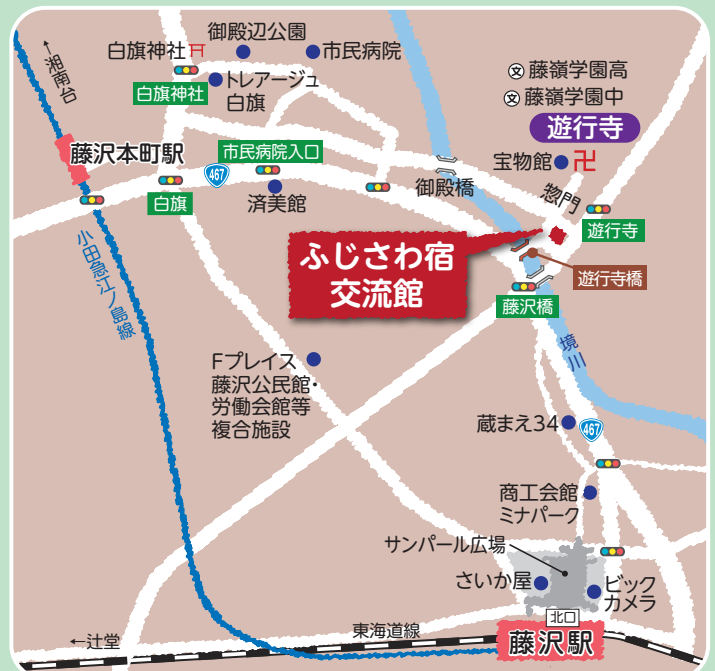 御殿辺公園
白旗神社
市民病院
↑湘南台
文 藤嶺学園高
トレアージュ
白旗
白旗神社
文 藤嶺学園中
遊行寺
藤沢本町駅
市民病院入口
宝物館
467
御殿橋
惣門
白旗
済美館
遊行寺
ふじさわ宿
交流館
小田急江ノ島線
遊行寺橋
藤沢橋
境川
Fプレイス
藤沢公民館・
労働会館等
複合施設
蔵まえ34
467
商工会館
ミナパーク
サンパール広場
さいか屋
ビック
カメラ
北口
東海道線
←辻堂
藤沢駅